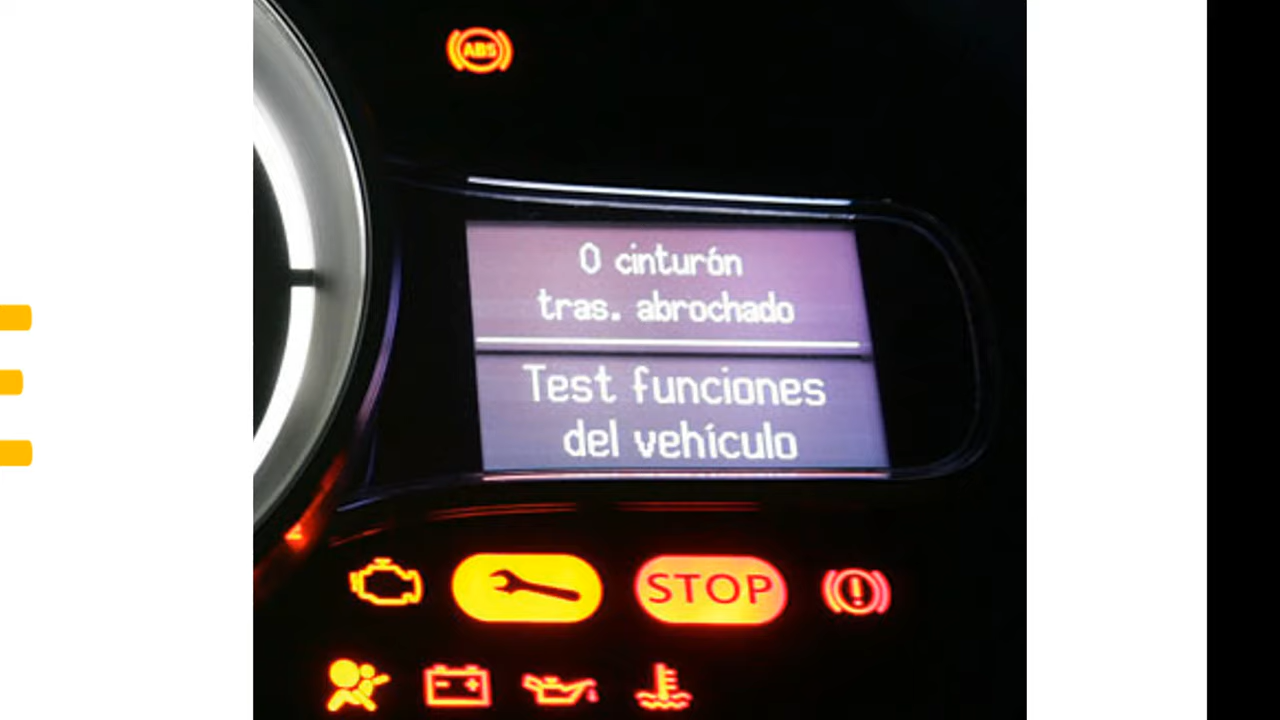 ABS
0 cinturón
tras. abrochado
Test funciones
del vehículo
STOP